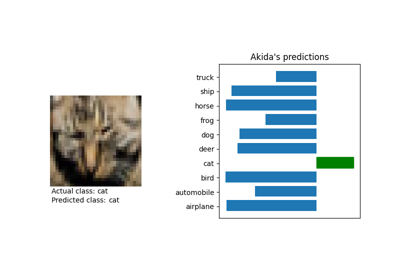 Akida's predictions
truck
ship
horse
frog
dog
deer
cat
bird
automobile
airplane
Actual class: cat
Predicted class: cat